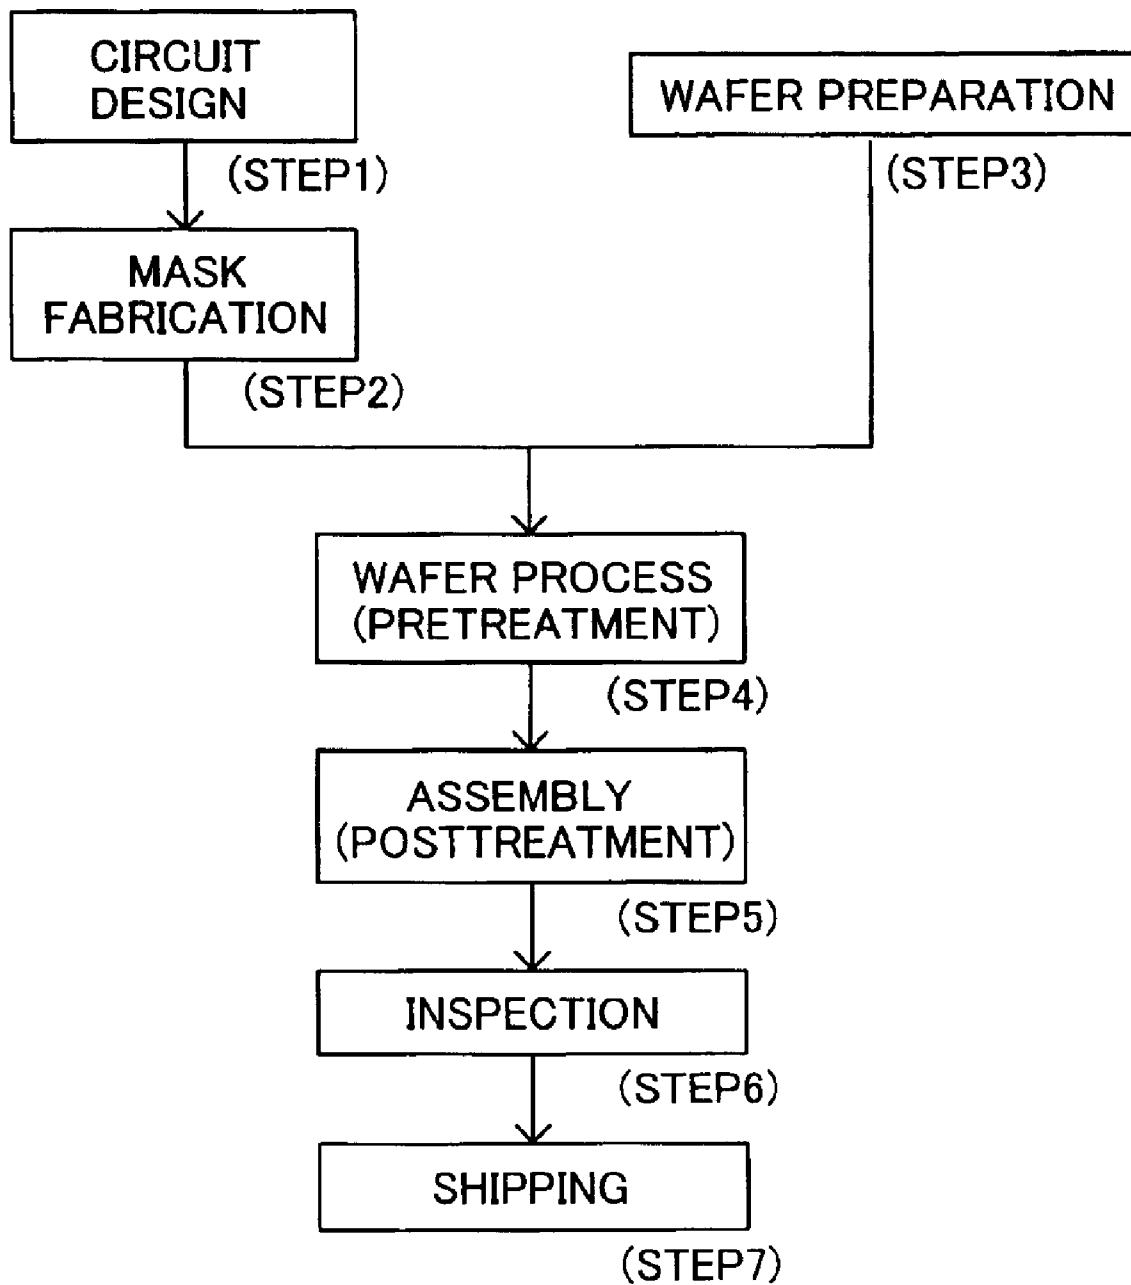 CIRCUIT
DESIGN
(STEP1)
WAFER PREPARATION
(STEP3)
MASK
FABRICATION
(STEP2)
WAFER PROCESS
(PRETREATMENT)
(STEP4)
ASSEMBLY
(POSTTREATMENT)
(STEP5)
INSPECTION
(STEP6)
SHIPPING
(STEP7)